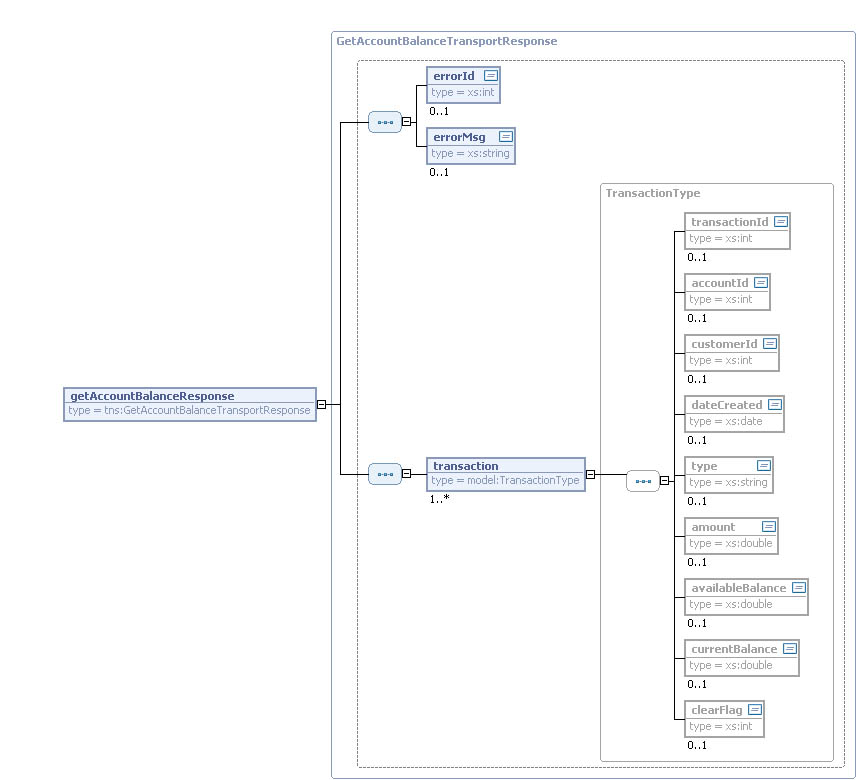 GetAccountBalanceTransportResponse
errorId
type = xs:int
0..1
errorMsg
type = xs:string
0..1
TransactionType
transactionId
type = xs:int
0..1
accountId
type = xs:int
0..1
customerId
type = xs:int
0..1
getAccountBalanceResponse
type = tns:GetAccountBalanceTransportResponse
dateCreated
type = xs:date
0..1
transaction
type = model:TransactionType
1..*
type
type = xs:string
0..1
amount
type = xs:double
0..1
availableBalance
type = xs:double
0..1
currentBalance
type = xs:double
0..1
clearFlag
type = xs:int
0..1